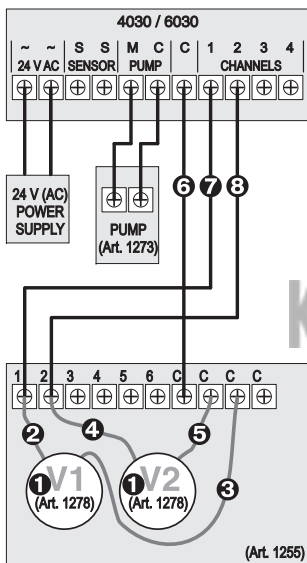 4030 / 6030
~ ~ S S M C C 1 2 3 4
24 V AC SENSOR PUMP CHANNELS
24 V (AC)
POWER
SUPPLY
PUMP
(Art. 1273)
6 7 8
K
1 2 3 4 5 6 C C C C
2 4 5
1 V1 1 V2 3
(Art. 1278) (Art. 1278)
(Art. 1255)